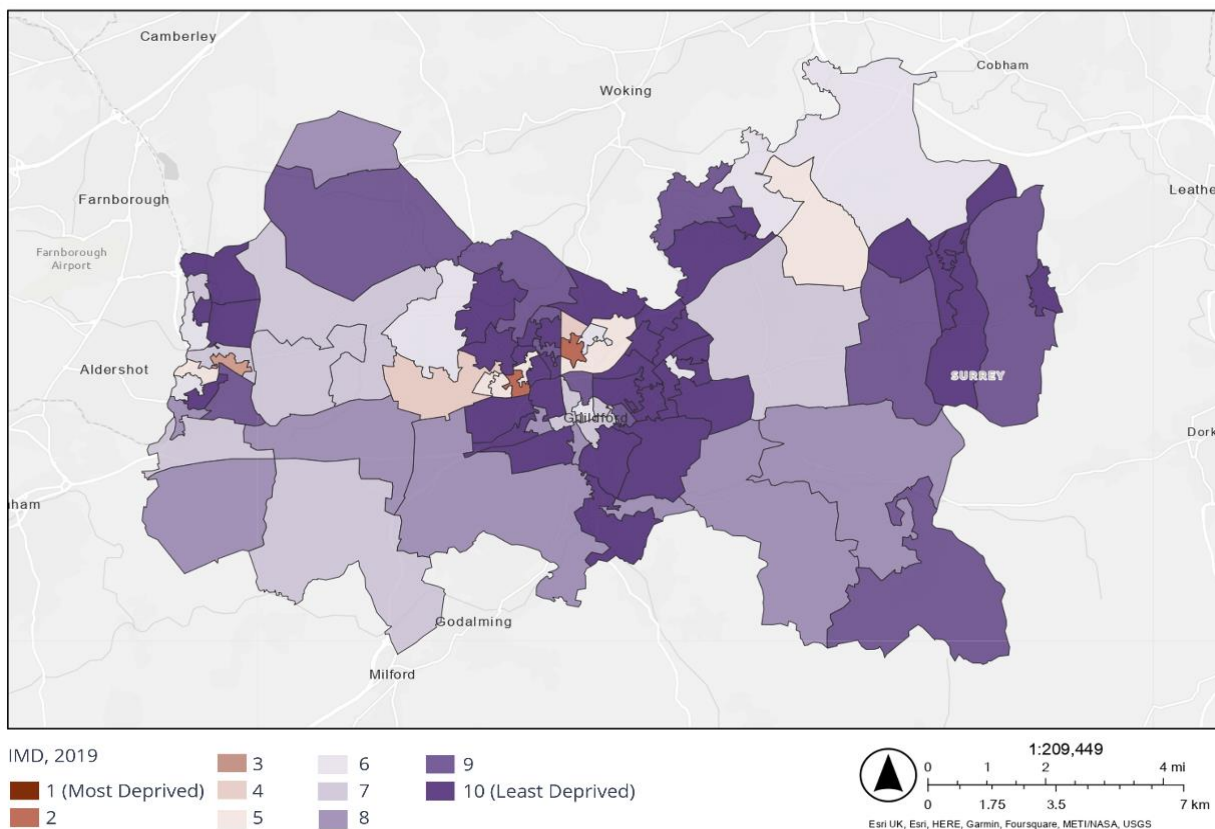 Camberley
Cobham
Woking
Farnborough
Leathe
Farnborough
Airport
Aldershot
SURREY
Guildford
Dork
ham
Godalming
Milford
IMD, 2019
1 (Most Deprived)
2
3
4
5
6
7
8
9
10 (Least Deprived)
1:209,449
0 1 2 4 mi
0 1.75 3.5 7 km
Esri UK, Esri, HERE, Garmin, Foursquare, METI/NASA, USGS